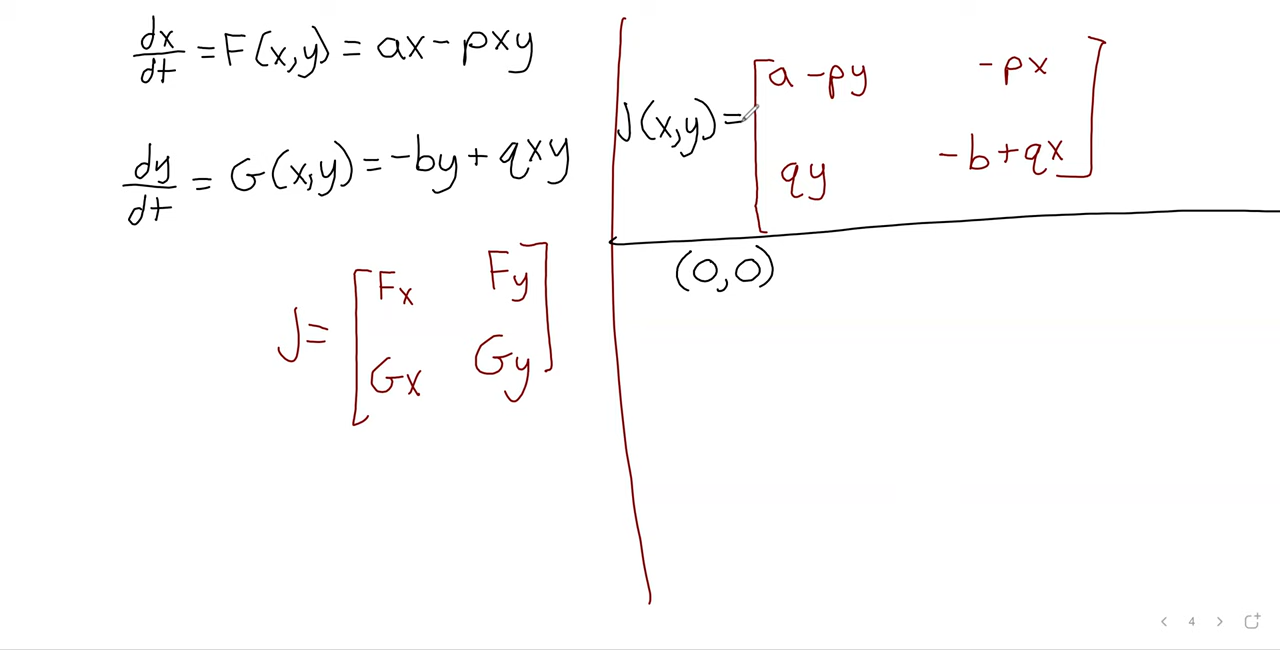 dx/dt = F(x,y) = ax - pxy
dy/dt = G(x,y) = -by + qxy
J = [Fx Fy
Gx Gy]
J(x,y) = [a - py -px
qy -b + qx]
(0,0)
4